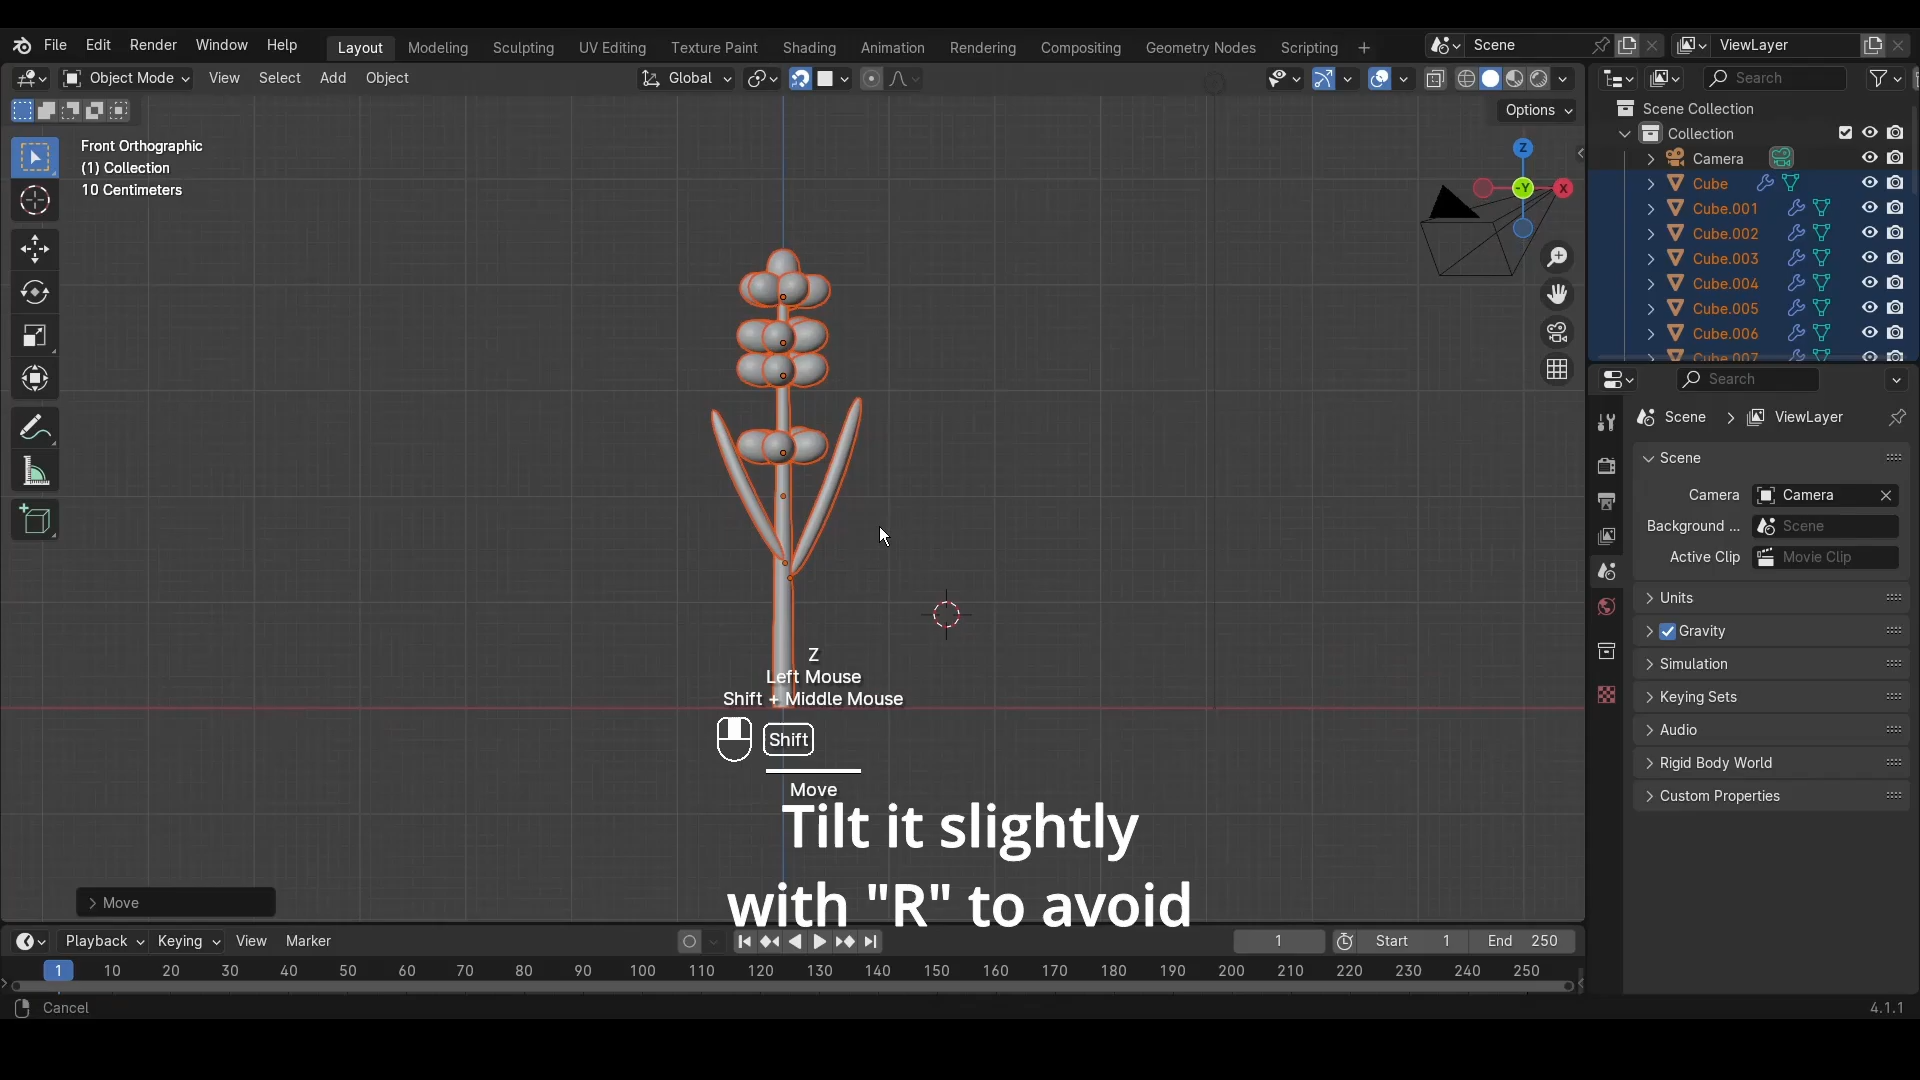 File Edit Render Window Help Layout Modeling Sculpting UV Editing Texture Paint Shading Animation Rendering Compositing Geometry Nodes Scripting + Scene ViewLayer
Object Mode View Select Add Object Global Search
Options
Front Orthographic
(1) Collection
10 Centimeters
Z
-Y
X
Scene Collection
Collection
Camera
Cube
Cube.001
Cube.002
Cube.003
Cube.004
Cube.005
Cube.006
Cube.007
Search
Scene > ViewLayer
Scene
Camera Camera
Background ... Scene
Active Clip Movie Clip
Units
Gravity
Simulation
Keying Sets
Audio
Rigid Body World
Custom Properties
Z
Left Mouse
Shift + Middle Mouse
Shift
Move
Tilt it slightly
with "R" to avoid
Move
Playback Keying View Marker 1 Start 1 End 250
1 10 20 30 40 50 60 70 80 90 100 110 120 130 140 150 160 170 180 190 200 210 220 230 240 250
Cancel 4.1.1